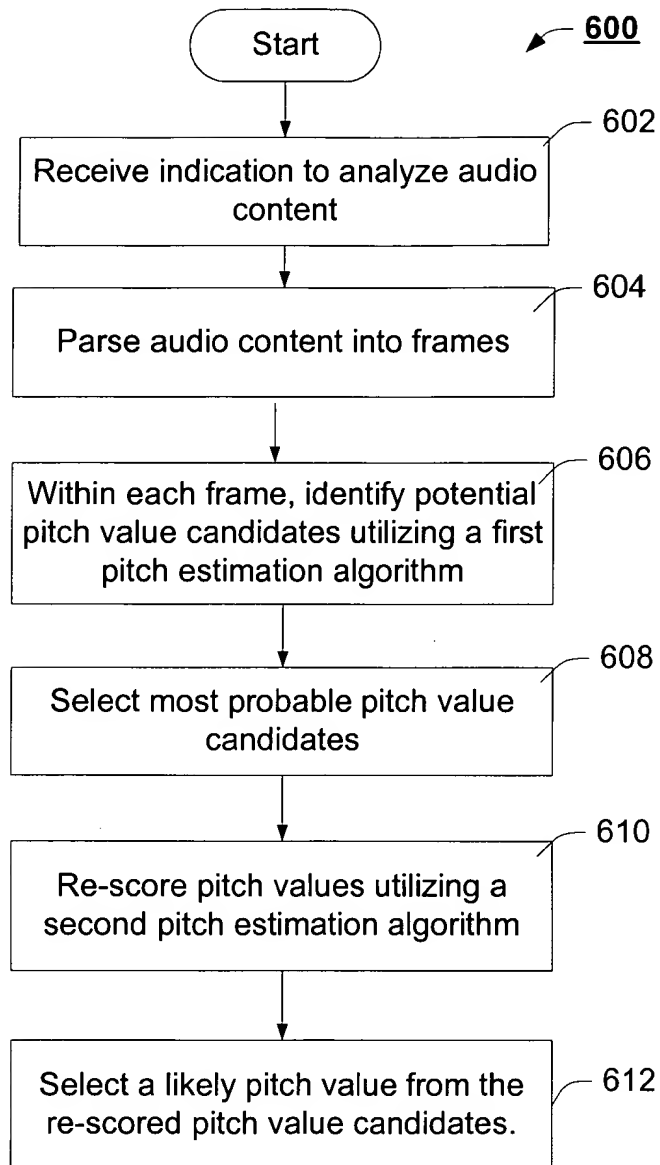 Start
600
602
Receive indication to analyze audio
content
604
Parse audio content into frames
606
Within each frame, identify potential
pitch value candidates utilizing a first
pitch estimation algorithm
608
Select most probable pitch value
candidates
610
Re-score pitch values utilizing a
second pitch estimation algorithm
612
Select a likely pitch value from the
re-scored pitch value candidates.